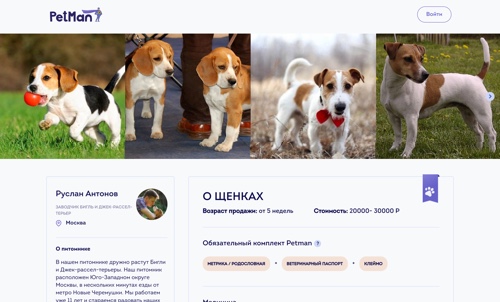 PetMan
Войти
Руслан Антонов
ЗАВОДЧИК БИГЛЬ И ДЖЕК-РАССЕЛ-
ТЕРЬЕР
Москва
О питомнике
В нашем питомнике дружно растут Бигли
и Джек-рассел-терьеры. Наш питомник
расположен Юго-Западном округе
Москвы, в нескольких минутах езды от
метро Новые Черемушки. Мы работаем
уже 11 лет и стараемся радовать наших
О ЩЕНКАХ
Возраст продажи: от 5 недель
Стоимость: 20000- 30000 Р
Обязательный комплект Petman ?
МЕТРИКА / РОДОСЛОВНАЯ • ВЕТЕРИНАРНЫЙ ПАСПОРТ • КЛЕЙМО